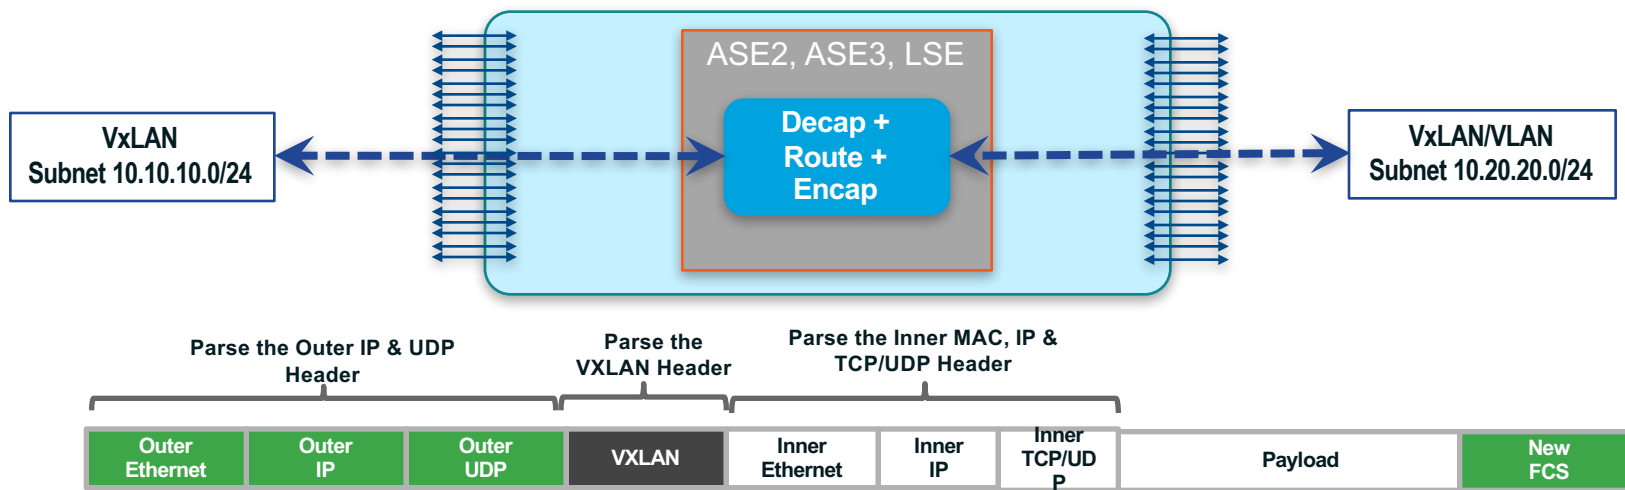 ASE2, ASE3, LSE
VxLAN
Subnet 10.10.10.0/24
Decap +
Route +
Encap
VxLAN/VLAN
Subnet 10.20.20.0/24
Parse the Outer IP & UDP
Header
Parse the
VXLAN Header
Parse the Inner MAC, IP &
TCP/UDP Header
Outer
Ethernet
Outer
IP
Outer
UDP
VXLAN
Inner
Ethernet
Inner
IP
Inner
TCP/UD
P
Payload
New
FCS